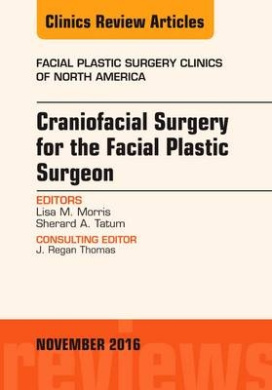 Clinics Review Articles
FACIAL PLASTIC SURGERY CLINICS
OF NORTH AMERICA
Craniofacial Surgery
for the Facial Plastic
Surgeon
EDITORS
Lisa M. Morris
Sherard A. Tatum
CONSULTING EDITOR
J. Regan Thomas
NOVEMBER 2016
reviews